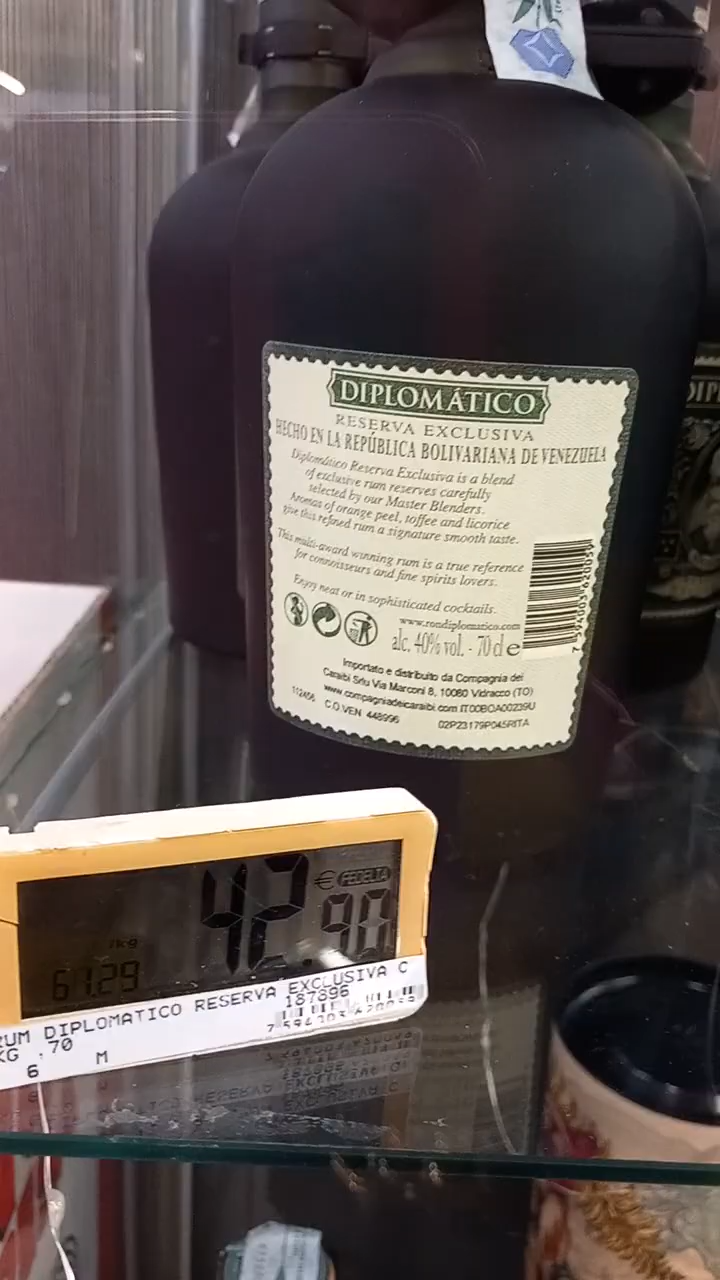 DIPLOMÁTICO
RESERVA EXCLUSIVA
HECHO EN LA REPÚBLICA BOLIVARIANA DE VENEZUELA
Diplomático Reserva Exclusiva is a blend
of exclusive rum reserves carefully
selected by our Master Blenders.
Aromas of orange peel, toffee and licorice
give this refined rum a signature smooth taste.
This multi-award winning rum is a true reference
for connoisseurs and fine spirits lovers.
Enjoy neat or in sophisticated cocktails.
www.rondiplomatico.com
alc. 40% vol. - 70 cl e
7 594003 620059
Importato e distribuito da Compagnia dei
Caraibi Srlu Via Marconi 8, 10080 Vidracco (TO)
www.compagniadeicaraibi.com IT00BOA00239U
112456 C.O.VEN 448996 02P23179P045RITA
DIPL
42.90 € FEDELTA
/kg
61.29
RUM DIPLOMATICO RESERVA EXCLUSIVA C
KG .70 187896
6 M